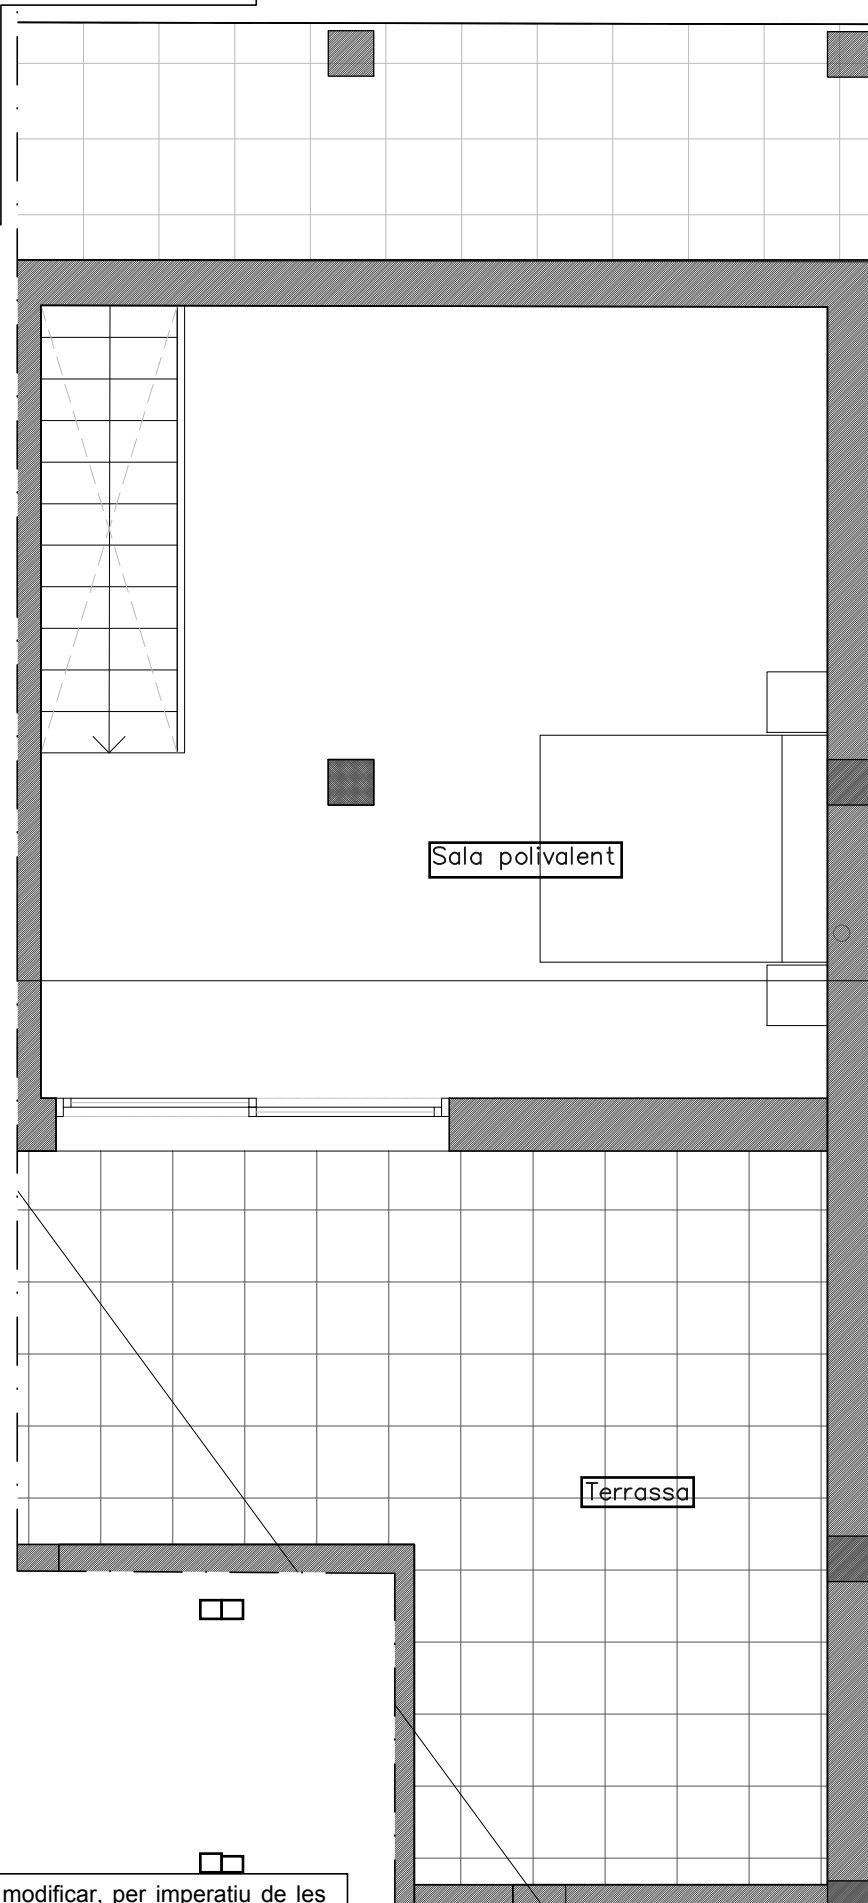 Sala polivalent
Terrassa
modificar, per imperatiu de les